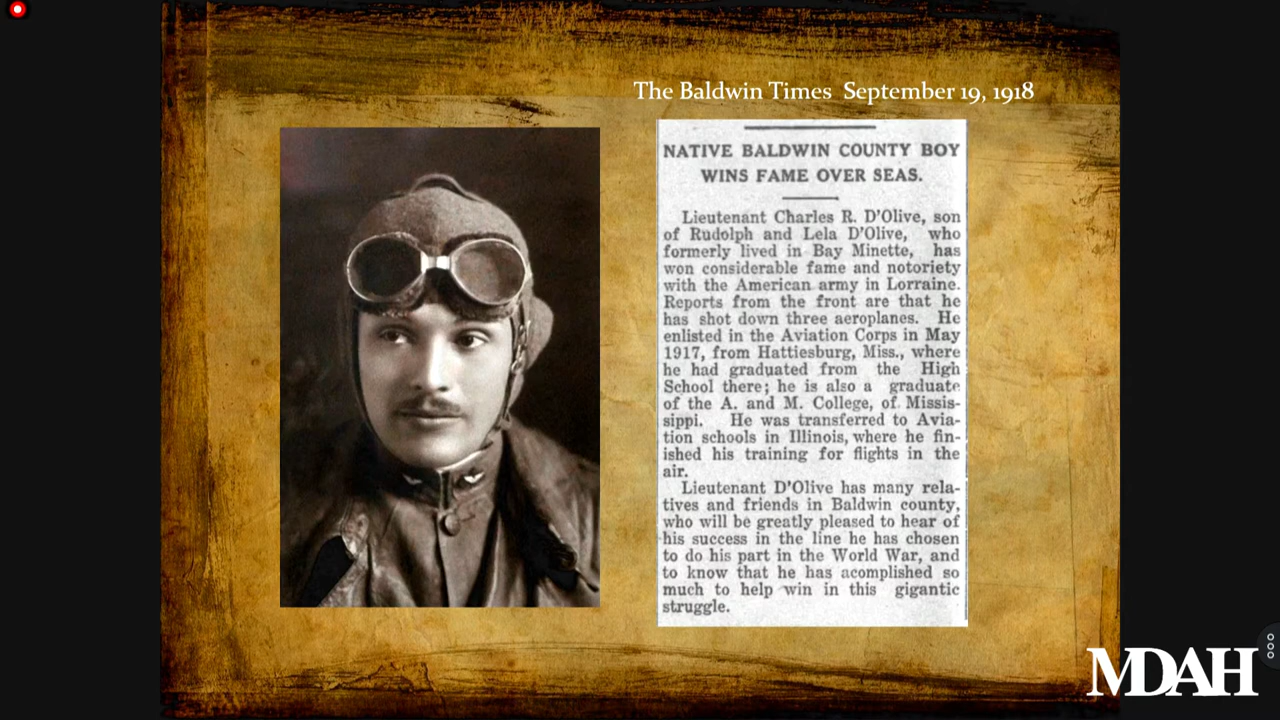 The Baldwin Times  September 19, 1918
NATIVE BALDWIN COUNTY BOY
WINS FAME OVER SEAS.
Lieutenant Charles R. D'Olive, son
of Rudolph and Lela D'Olive, who
formerly lived in Bay Minette, has
won considerable fame and notoriety
with the American army in Lorraine.
Reports from the front are that he
has shot down three aeroplanes. He
enlisted in the Aviation Corps in May
1917, from Hattiesburg, Miss., where
he had graduated from the High
School there; he is also a graduate
of the A. and M. College, of Missis-
sippi. He was transferred to Avia-
tion schools in Illinois, where he fin-
ished his training for flights in the
air.
Lieutenant D'Olive has many rela-
tives and friends in Baldwin county,
who will be greatly pleased to hear of
his success in the line he has chosen
to do his part in the World War, and
to know that he has acomplished so
much to help win in this gigantic
struggle.
MDAH